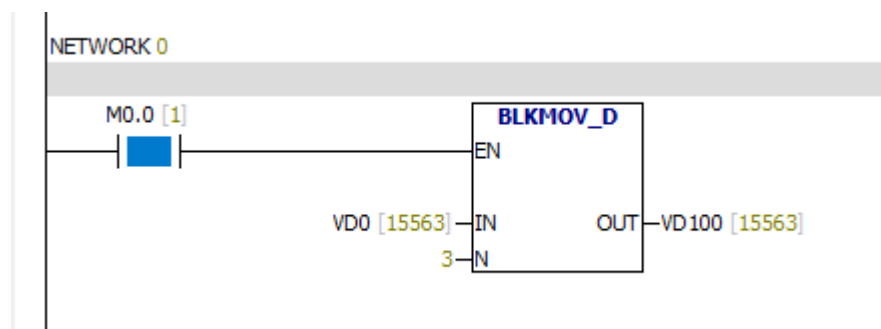 NETWORK 0
M0.0 [1]
BLKMOV_D
EN
VD0 [15563] IN OUT VD100 [15563]
3 N